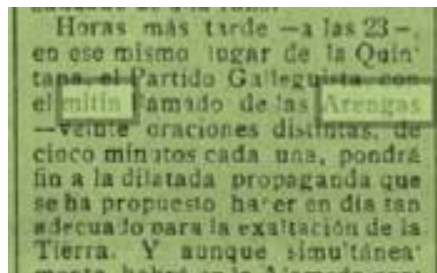 Horas más tarde —a las 23—,
en ese mismo lugar de la Quin-
tana, el Partido Galleguista, con
el mitin llamado de las Arengas
—veinte oraciones distintas, de
cinco minutos cada una, pondrá
fin a la dilatada propaganda que
se ha propuesto hacer en día tan
adecuado para la exaltación de la
Tierra. Y aunque simultánea-